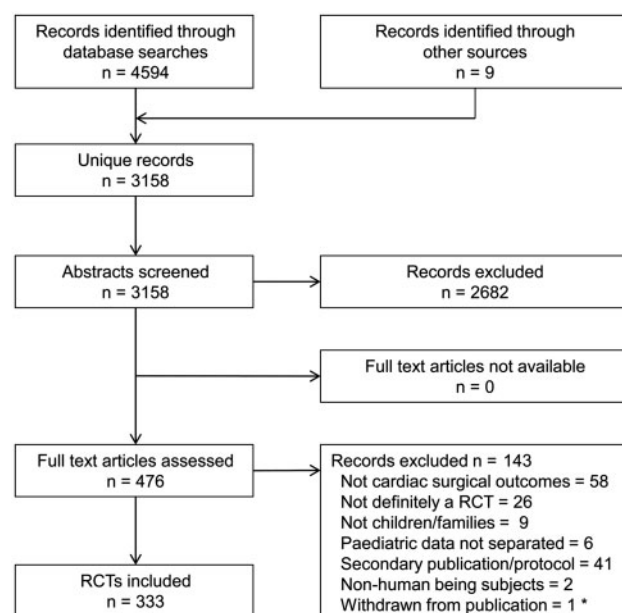 Records identified through
database searches
n = 4594
Records identified through
other sources
n = 9
Unique records
n = 3158
Abstracts screened
n = 3158
Records excluded
n = 2682
Full text articles not available
n = 0
Full text articles assessed
n = 476
Records excluded n = 143
Not cardiac surgical outcomes = 58
Not definitely a RCT = 26
Not children/families = 9
Paediatric data not separated = 6
Secondary publication/protocol = 41
Non-human being subjects = 2
Withdrawn from publication = 1 *
RCTs included
n = 333